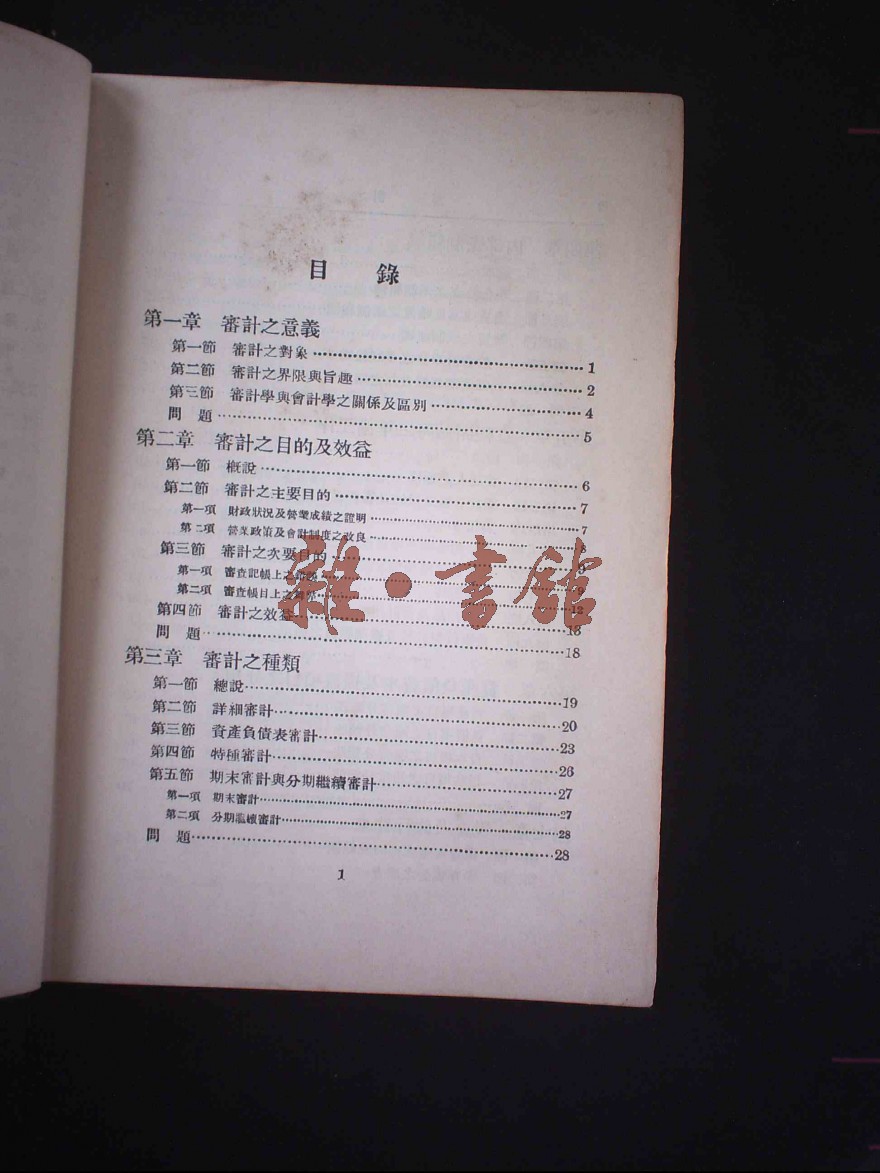 目 錄
第一章 審計之意義
第一節 審計之對象 1
第二節 審計之界限與旨趣 2
第三節 審計學與會計學之關係及區別 4
問 題 5
第二章 審計之目的及效益
第一節 概說 6
第二節 審計之主要目的 7
第一項 財政狀況及營業成績之證明 7
第二項 營業政策及會計制度之改良 8
第三節 審計之次要目的 9
第一項 審查記帳上之 9
第二項 審查帳目上之 12
第四節 審計之效益 18
問 題 18
第三章 審計之種類
第一節 總說 19
第二節 詳細審計 20
第三節 資產負債表審計 23
第四節 特種審計 26
第五節 期末審計與分期繼續審計 27
第一項 期末審計 27
第二項 分期繼續審計 28
問 題 28
1
雜·書館